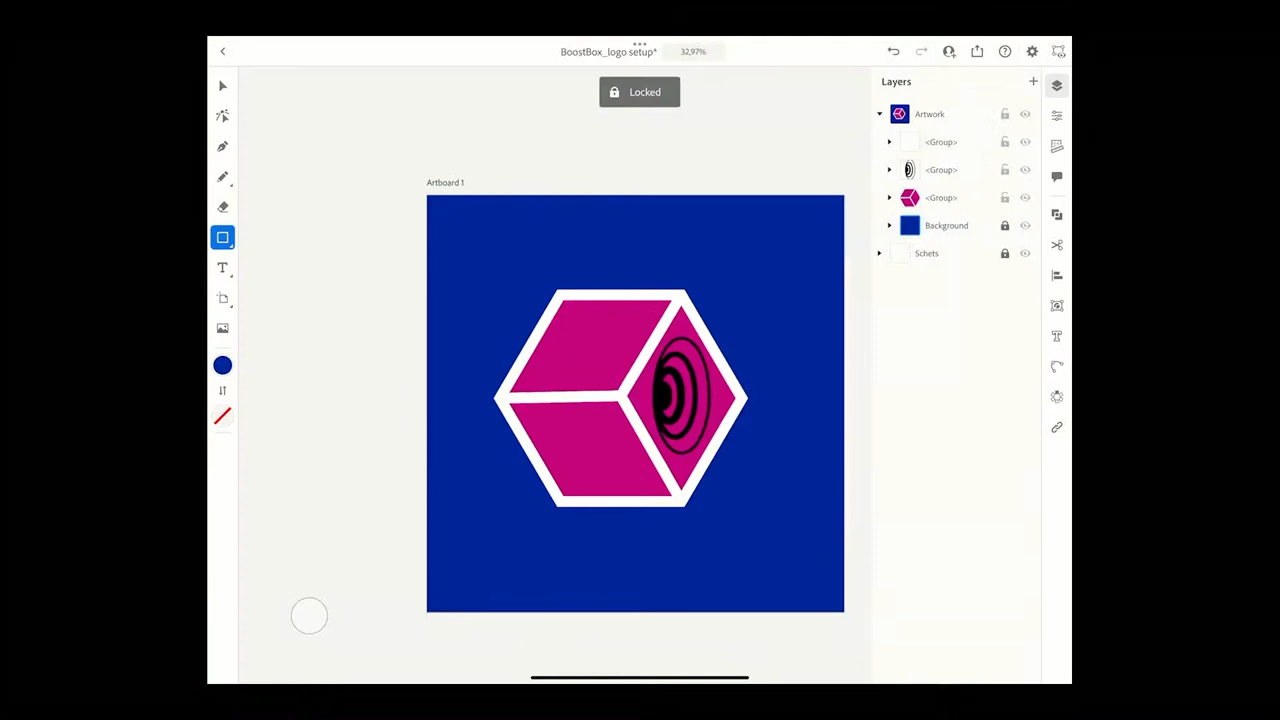 BoostBox_logo setup*
32,97%
Locked
Layers
Artwork
<Group>
<Group>
<Group>
Background
Schets
Artboard 1